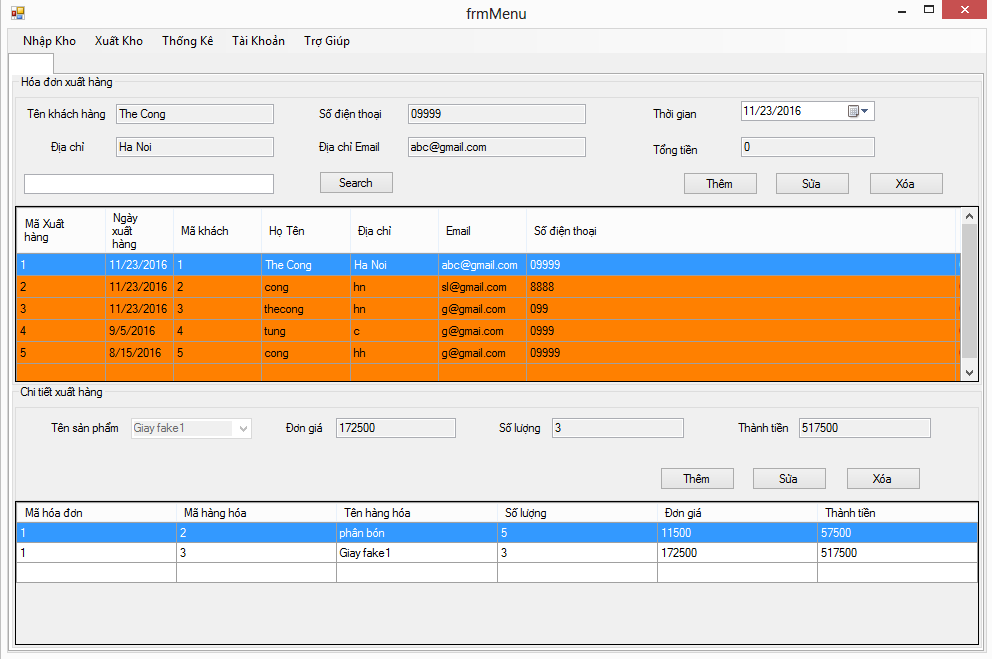 frmMenu
Nhập Kho Xuất Kho Thống Kê Tài Khoản Trợ Giúp
Hóa đơn xuất hàng
Tên khách hàng The Cong Số điện thoại 09999 Thời gian 11/23/2016
Địa chỉ Ha Noi Địa chỉ Email abc@gmail.com Tổng tiền 0
Search Thêm Sửa Xóa
Mã Xuất hàng Ngày xuất hàng Mã khách Họ Tên Địa chỉ Email Số điện thoại
1 11/23/2016 1 The Cong Ha Noi abc@gmail.com 09999
2 11/23/2016 2 cong hn sl@gmail.com 8888
3 11/23/2016 3 thecong hn g@gmail.com 099
4 9/5/2016 4 tung c g@gmai.com 0999
5 8/15/2016 5 cong hh g@gmail.com 09999
Chi tiết xuất hàng
Tên sản phẩm Giay fake1 Đơn giá 172500 Số lượng 3 Thành tiền 517500
Thêm Sửa Xóa
Mã hóa đơn Mã hàng hóa Tên hàng hóa Số lượng Đơn giá Thành tiền
1 2 phân bón 5 11500 57500
1 3 Giay fake1 3 172500 517500